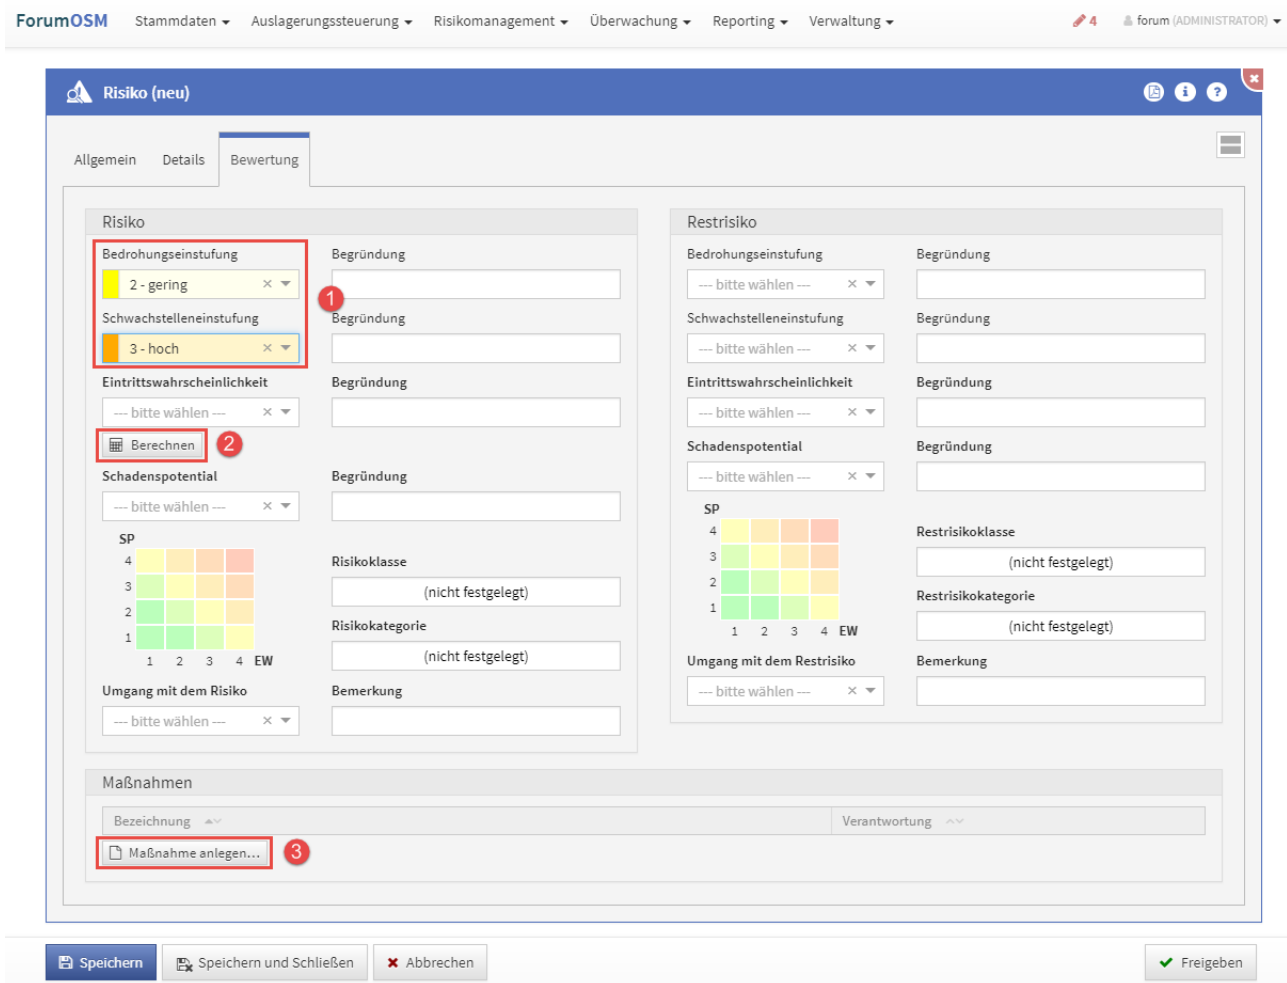 ForumOSM Stammdaten Auslagerungssteuerung Risikomanagement Überwachung Reporting Verwaltung 4 forum (ADMINISTRATOR)
Risiko (neu)
Allgemein Details Bewertung
Risiko
Bedrohungseinstufung Begründung
2 - gering
1
Schwachstelleneinstufung Begründung
3 - hoch
Eintrittswahrscheinlichkeit Begründung
--- bitte wählen ---
Berechnen 2
Schadenspotential Begründung
--- bitte wählen ---
SP
4
3
2
1
1 2 3 4 EW
Risikoklasse
(nicht festgelegt)
Risikokategorie
(nicht festgelegt)
Umgang mit dem Risiko Bemerkung
--- bitte wählen ---
Restrisiko
Bedrohungseinstufung Begründung
--- bitte wählen ---
Schwachstelleneinstufung Begründung
--- bitte wählen ---
Eintrittswahrscheinlichkeit Begründung
--- bitte wählen ---
Schadenspotential Begründung
--- bitte wählen ---
SP
4
3
2
1
1 2 3 4 EW
Restrisikoklasse
(nicht festgelegt)
Restrisikokategorie
(nicht festgelegt)
Umgang mit dem Restrisiko Bemerkung
--- bitte wählen ---
Maßnahmen
Bezeichnung Verantwortung
Maßnahme anlegen... 3
Speichern Speichern und Schließen Abbrechen Freigeben